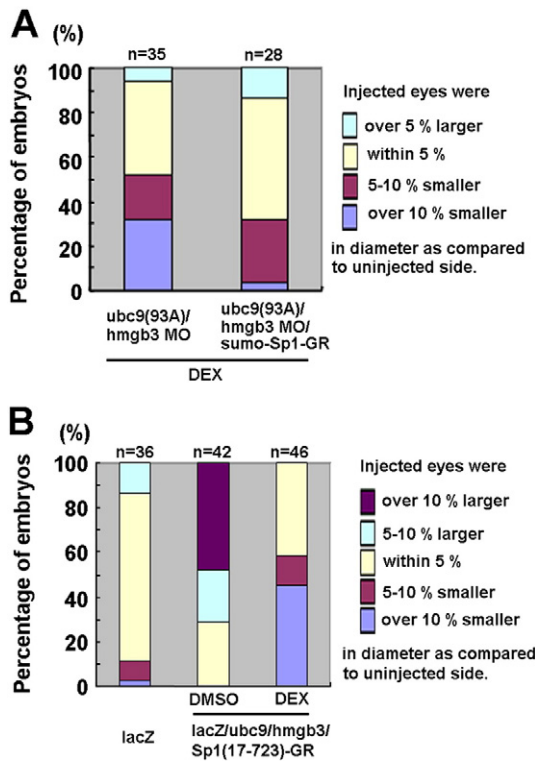 A
(%)
n=35
n=28
Percentage of embryos
100
80
60
40
20
0
Injected eyes were
over 5 % larger
within 5 %
5-10 % smaller
over 10 % smaller
in diameter as compared
to uninjected side.
ubc9(93A)/
hmgb3 MO
ubc9(93A)/
hmgb3 MO/
sumo-Sp1-GR
DEX
B
(%)
n=36
n=42
n=46
Percentage of embryos
100
80
60
40
20
0
Injected eyes were
over 10 % larger
5-10 % larger
within 5 %
5-10 % smaller
over 10 % smaller
in diameter as compared
to uninjected side.
DMSO
DEX
lacZ
lacZ/ubc9/hmgb3/
Sp1(17-723)-GR